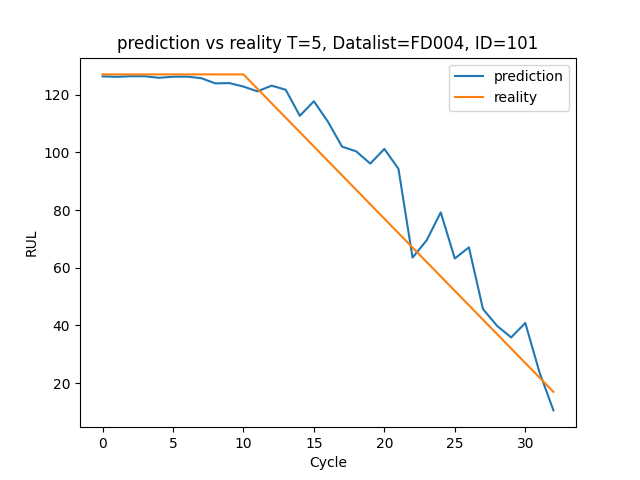 prediction vs reality T=5, Datalist=FD004, ID=101
prediction
reality
RUL
120
100
80
60
40
20
0 5 10 15 20 25 30
Cycle